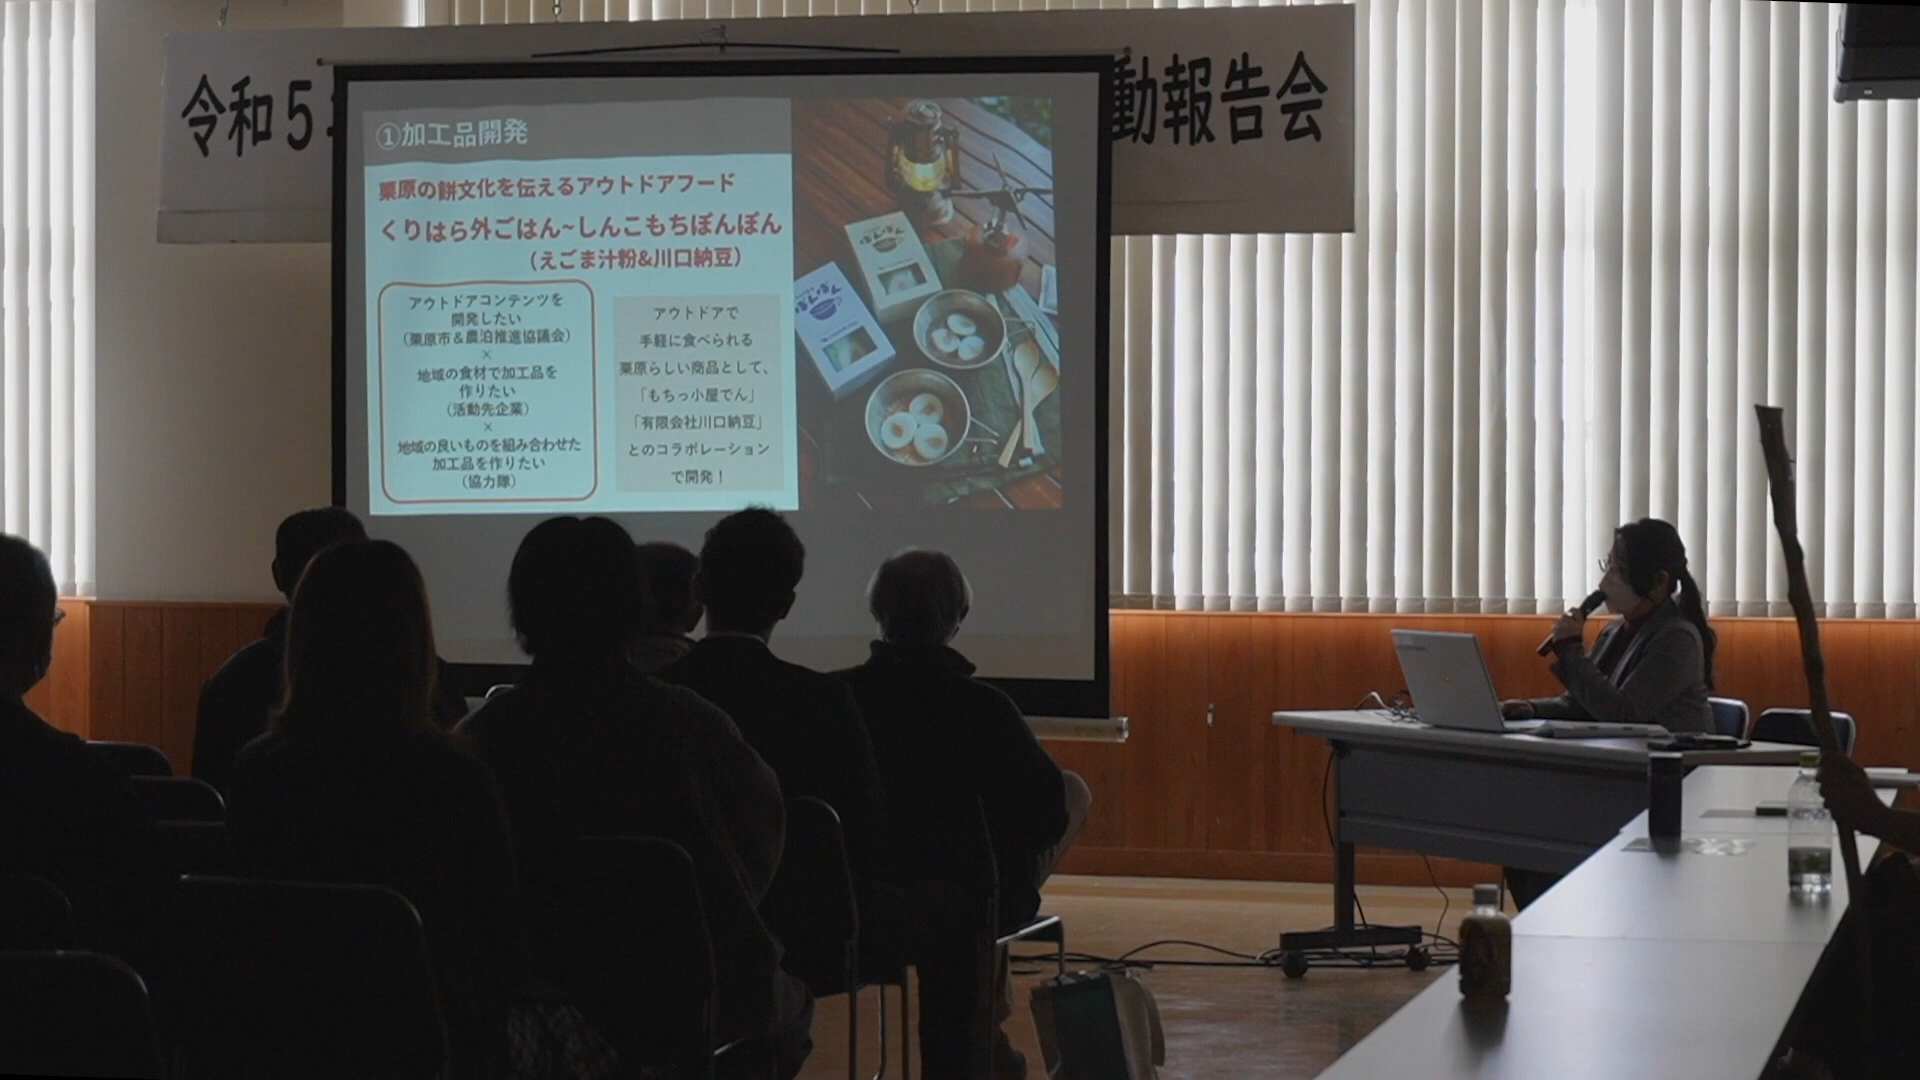 令和5
動報告会
①加工品開発
栗原の餅文化を伝えるアウトドアフード
くりはら外ごはん~しんこもちぽんぽん
(えごま汁粉&川口納豆)
アウトドアコンテンツを
開発したい
(栗原市&農泊推進協議会)
×
地域の食材で加工品を
作りたい
(活動先企業)
×
地域の良いものを組み合わせた
加工品を作りたい
(協力隊)
アウトドアで
手軽に食べられる
栗原らしい商品として、
「もちっ小屋でん」
「有限会社川口納豆」
とのコラボレーション
で開発!
ぽんぽん
ぽんぽん